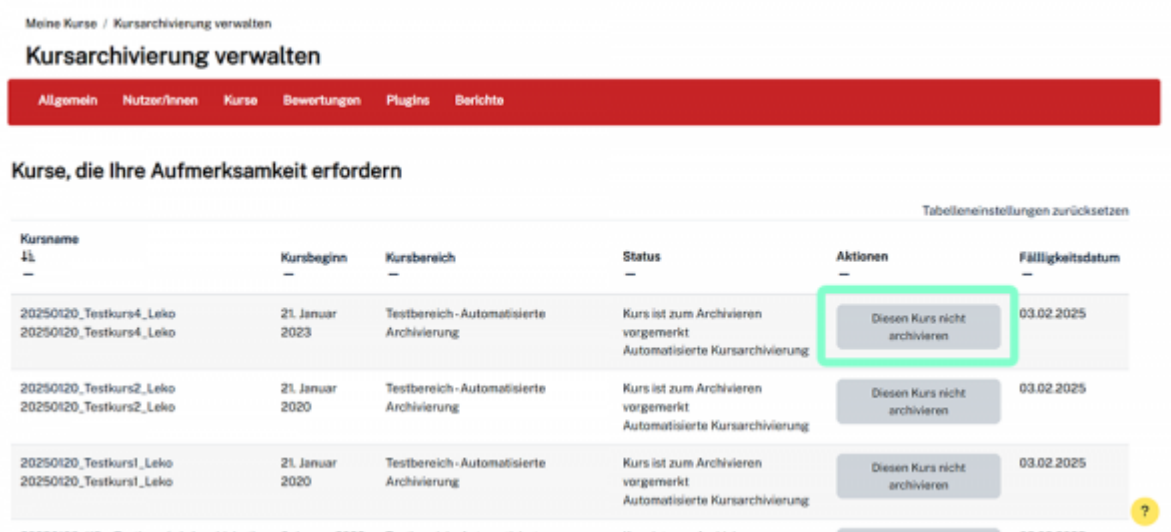 Meine Kurse / Kursarchivierung verwalten
Kursarchivierung verwalten
Allgemein Nutzer/innen Kurse Bewertungen Plugins Berichte
Kurse, die Ihre Aufmerksamkeit erfordern
Tabelleneinstellungen zurücksetzen
Kursname
Kursbeginn Kursbereich Status Aktionen Fällligkeitsdatum
20250120_Testkurs4_Leko 21. Januar Testbereich-Automatisierte Kurs ist zum Archivieren Diesen Kurs nicht 03.02.2025
20250120_Testkurs4_Leko 2023 Archivierung vorgemerkt archivieren
Automatisierte Kursarchivierung
20250120_Testkurs2_Leko 21. Januar Testbereich-Automatisierte Kurs ist zum Archivieren Diesen Kurs nicht 03.02.2025
20250120_Testkurs2_Leko 2020 Archivierung vorgemerkt archivieren
Automatisierte Kursarchivierung
20250120_Testkurs1_Leko 21. Januar Testbereich-Automatisierte Kurs ist zum Archivieren Diesen Kurs nicht 03.02.2025
20250120_Testkurs1_Leko 2020 Archivierung vorgemerkt archivieren
Automatisierte Kursarchivierung
?